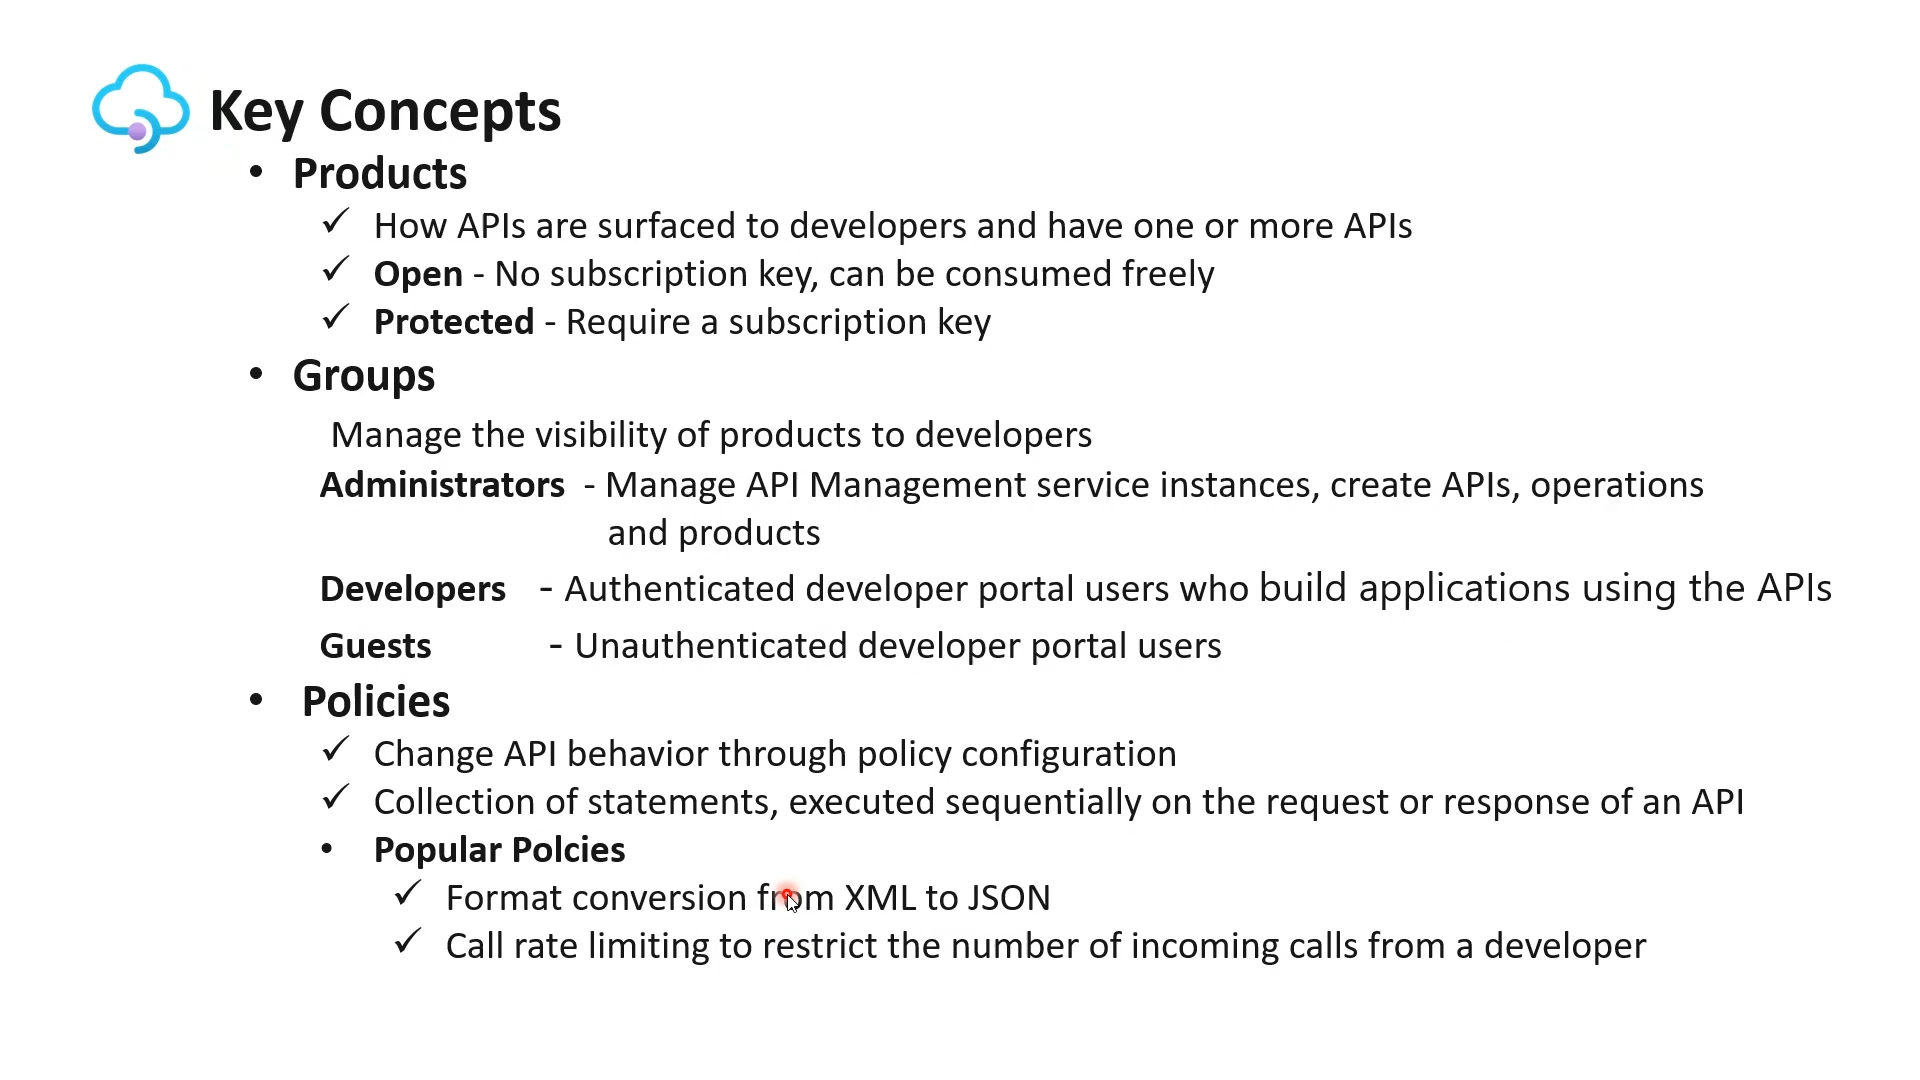 Key Concepts
• Products
✓ How APIs are surfaced to developers and have one or more APIs
✓ Open - No subscription key, can be consumed freely
✓ Protected - Require a subscription key
• Groups
Manage the visibility of products to developers
Administrators - Manage API Management service instances, create APIs, operations
and products
Developers - Authenticated developer portal users who build applications using the APIs
Guests - Unauthenticated developer portal users
• Policies
✓ Change API behavior through policy configuration
✓ Collection of statements, executed sequentially on the request or response of an API
• Popular Polcies
✓ Format conversion from XML to JSON
✓ Call rate limiting to restrict the number of incoming calls from a developer